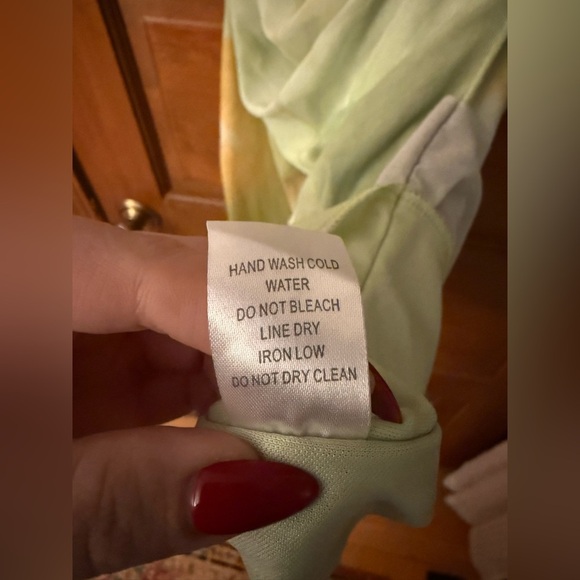 HAND WASH COLD
WATER
DO NOT BLEACH
LINE DRY
IRON LOW
DO NOT DRY CLEAN